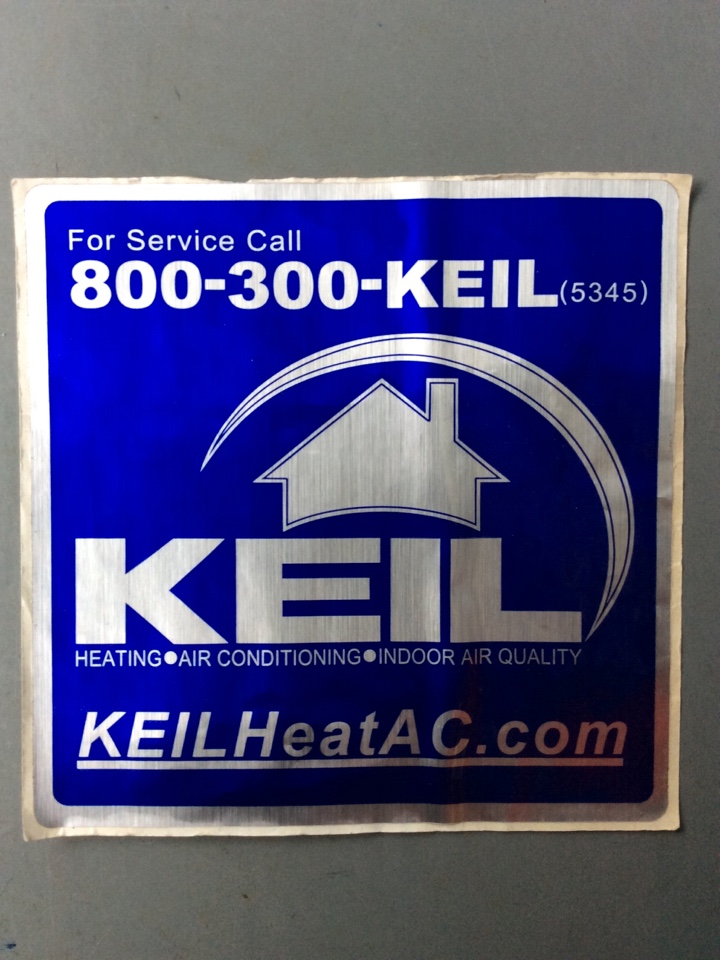 For Service Call
800-300-KEIL(5345)
KEIL
HEATING•AIR CONDITIONING•INDOOR AIR QUALITY
KEILHeatAC.com